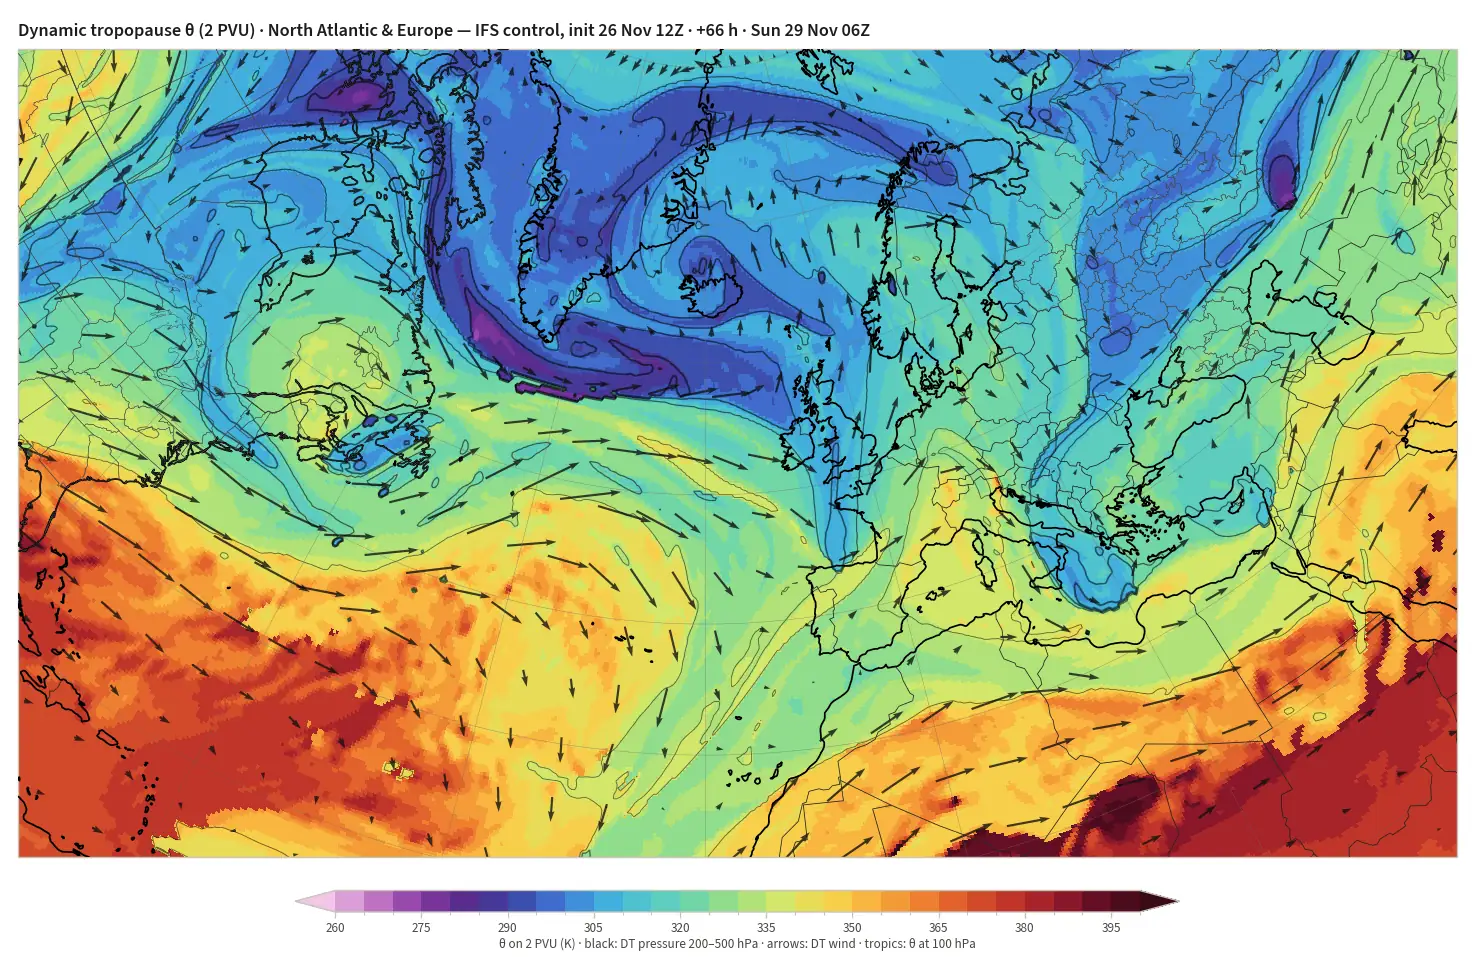 Dynamic tropopause θ (2 PVU) · North Atlantic & Europe — IFS control, init 26 Nov 12Z · +66 h · Sun 29 Nov 06Z
260 275 290 305 320 335 350 365 380 395
θ on 2 PVU (K) · black: DT pressure 200–500 hPa · arrows: DT wind · tropics: θ at 100 hPa